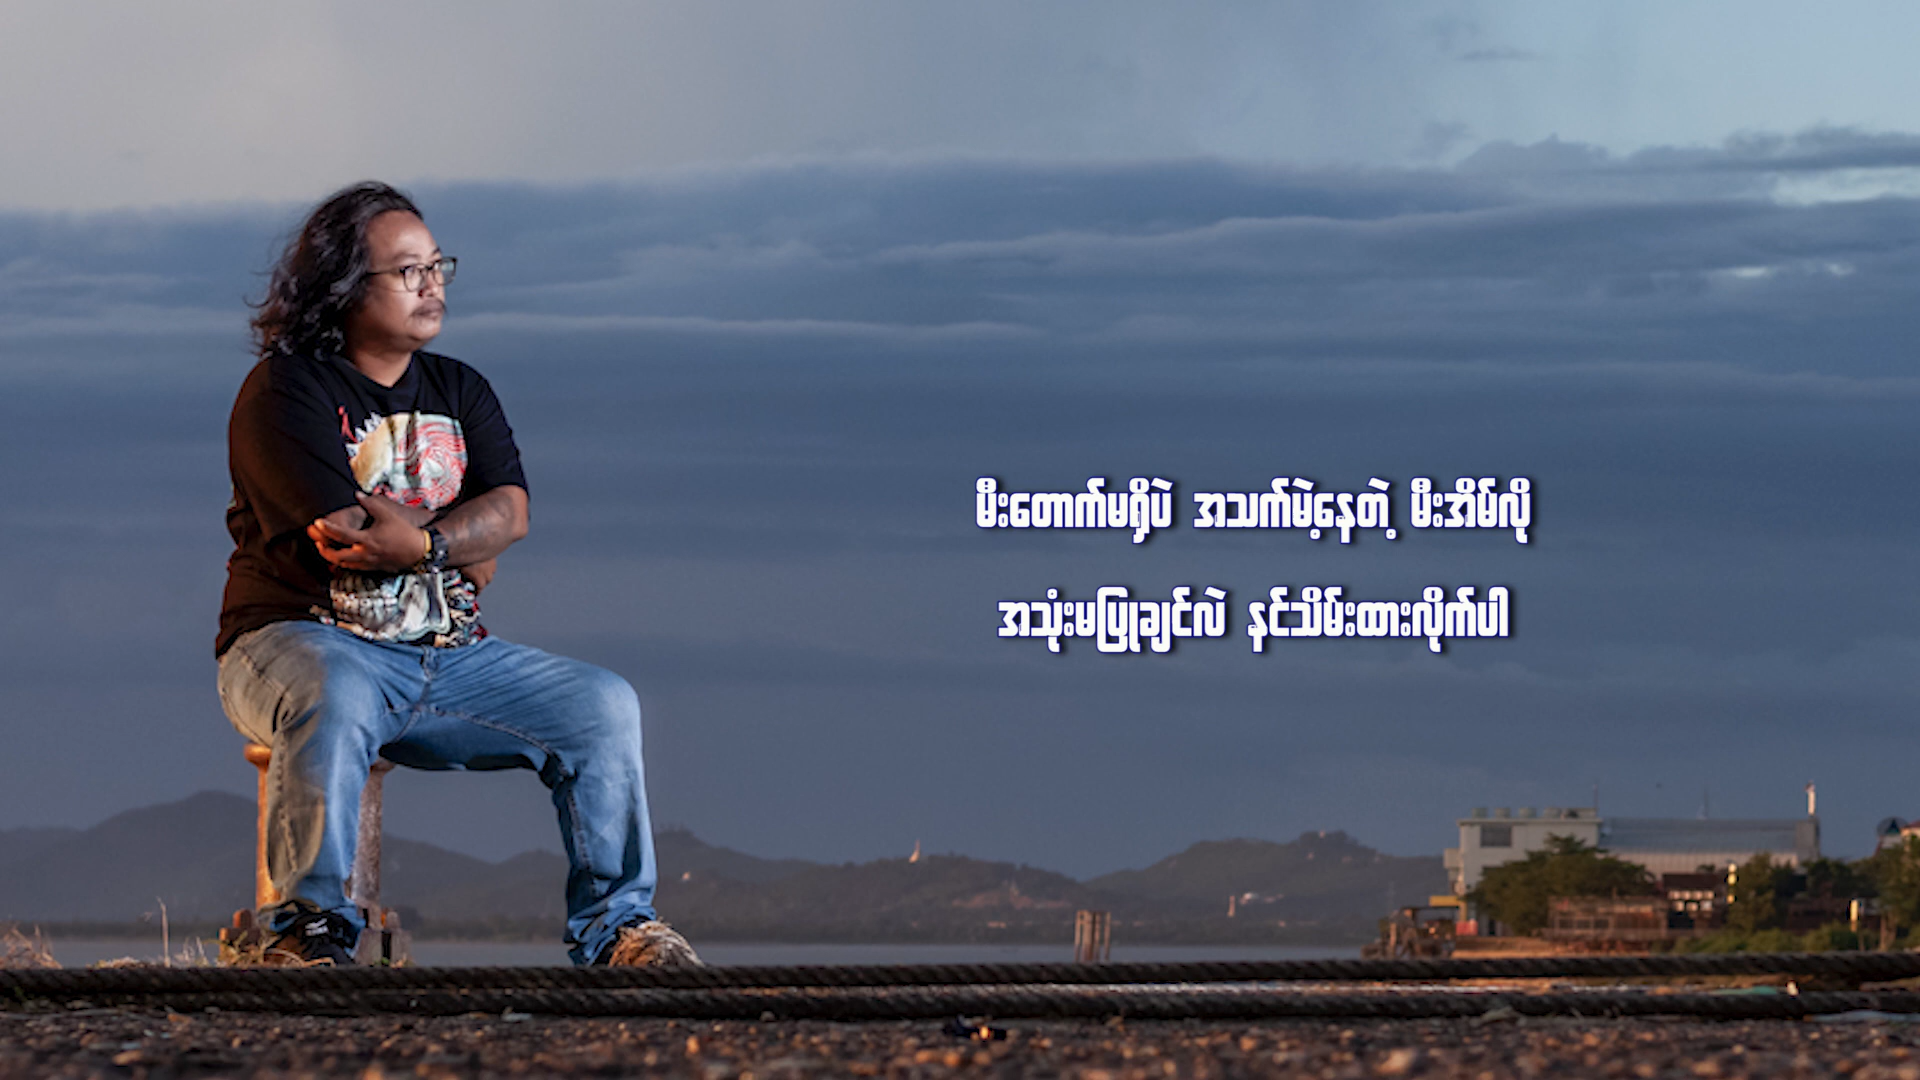 မီးတောက်မရှိပဲ အသက်မဲ့နေတဲ့ မီးအိမ်လို
အသုံးမပြုချင်လဲ နင်သိမ်းထားလိုက်ပါ